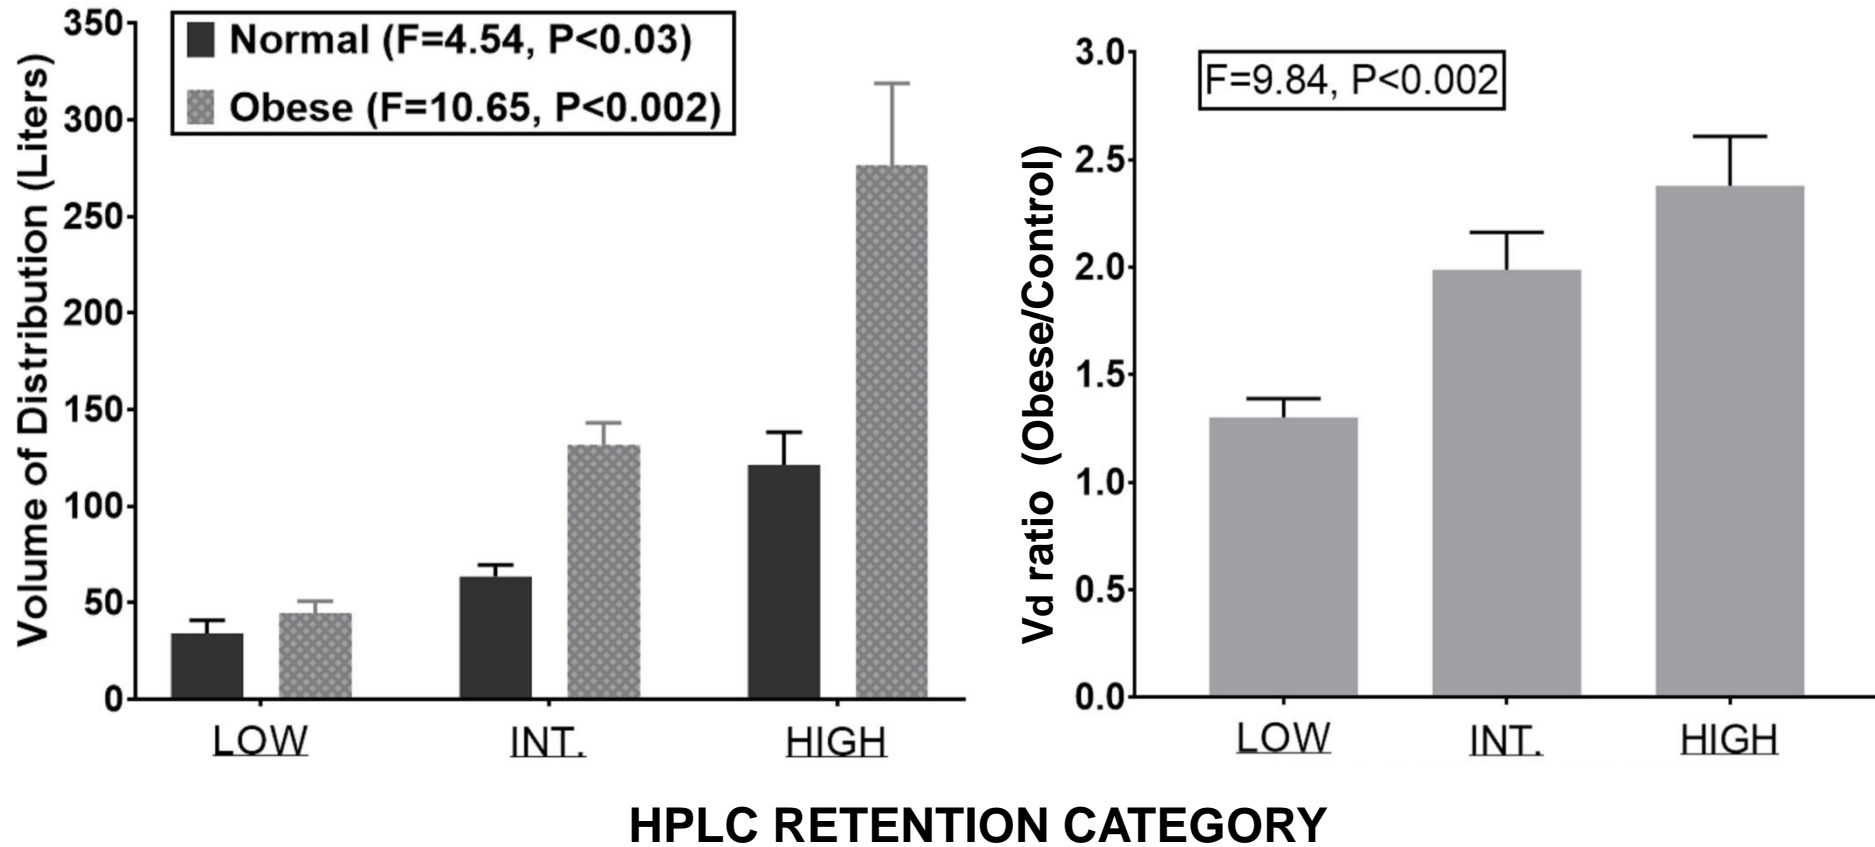 Volume of Distribution (Liters)
350
300
250
200
150
100
50
0
Normal (F=4.54, P<0.03)
Obese (F=10.65, P<0.002)
LOW INT. HIGH
Vd ratio (Obese/Control)
3.0
2.5
2.0
1.5
1.0
0.5
0.0
F=9.84, P<0.002
LOW INT. HIGH
HPLC RETENTION CATEGORY